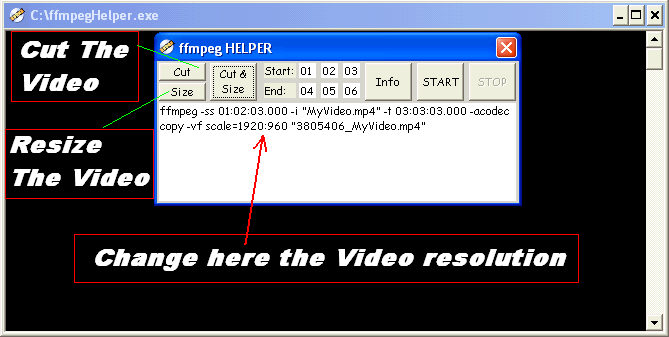 C:\ffmpegHelper.exe
Cut The
Video
Resize
The Video
ffmpeg HELPER
Cut
Size
Cut &
Size
Start: 01 02 03
End: 04 05 06
Info
START
STOP
ffmpeg -ss 01:02:03.000 -i "MyVideo.mp4" -t 03:03:03.000 -acodec
copy -vf scale=1920:960 "3805406_MyVideo.mp4"
Change here the Video resolution